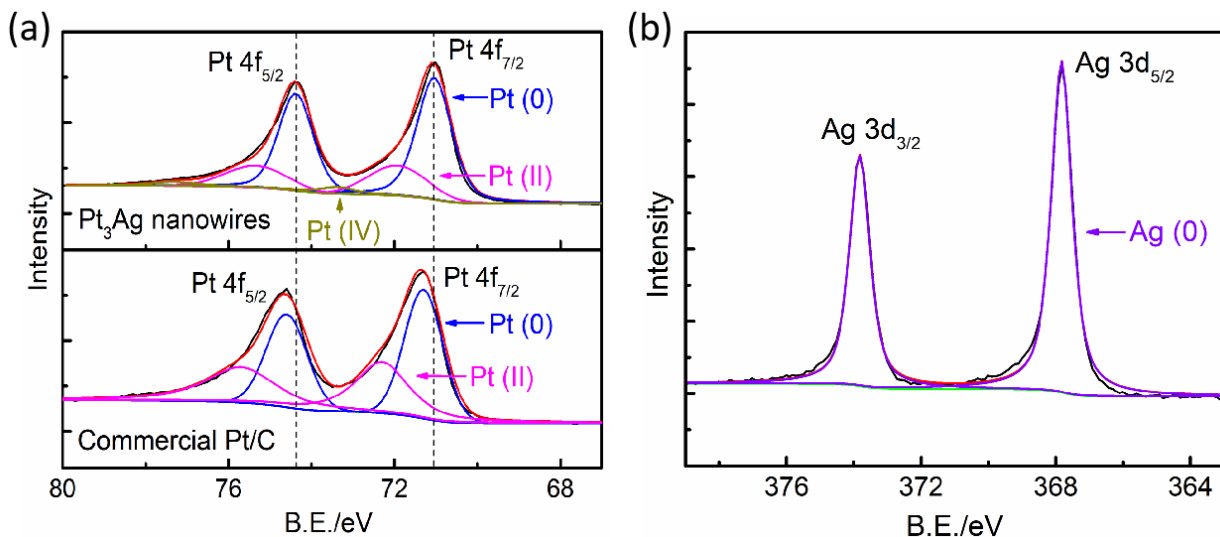 (a)
Pt 4f5/2
Pt 4f7/2
Pt (0)
Pt (II)
Pt (IV)
Pt3Ag nanowires
Pt 4f5/2
Pt 4f7/2
Pt (0)
Pt (II)
Commercial Pt/C
Intensity
80 76 72 68
B.E./eV
(b)
Ag 3d5/2
Ag 3d3/2
Ag (0)
Intensity
376 372 368 364
B.E./eV